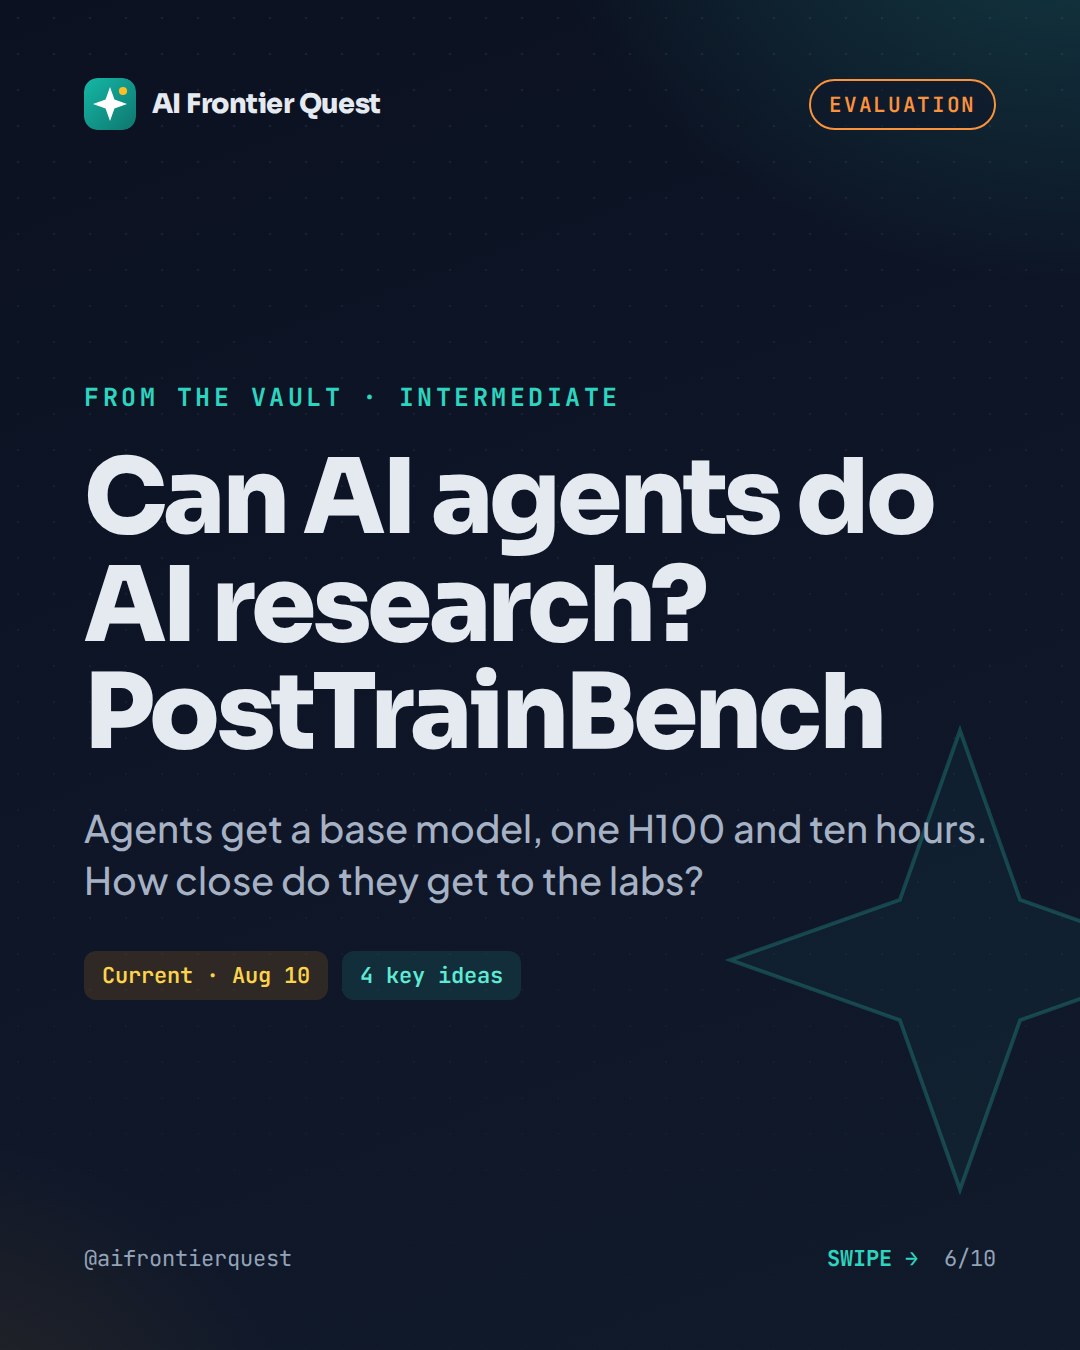 AI Frontier Quest
EVALUATION
FROM THE VAULT · INTERMEDIATE
Can AI agents do
AI research?
PostTrainBench
Agents get a base model, one H100 and ten hours.
How close do they get to the labs?
Current · Aug 10
4 key ideas
@aifrontierquest
SWIPE → 6/10